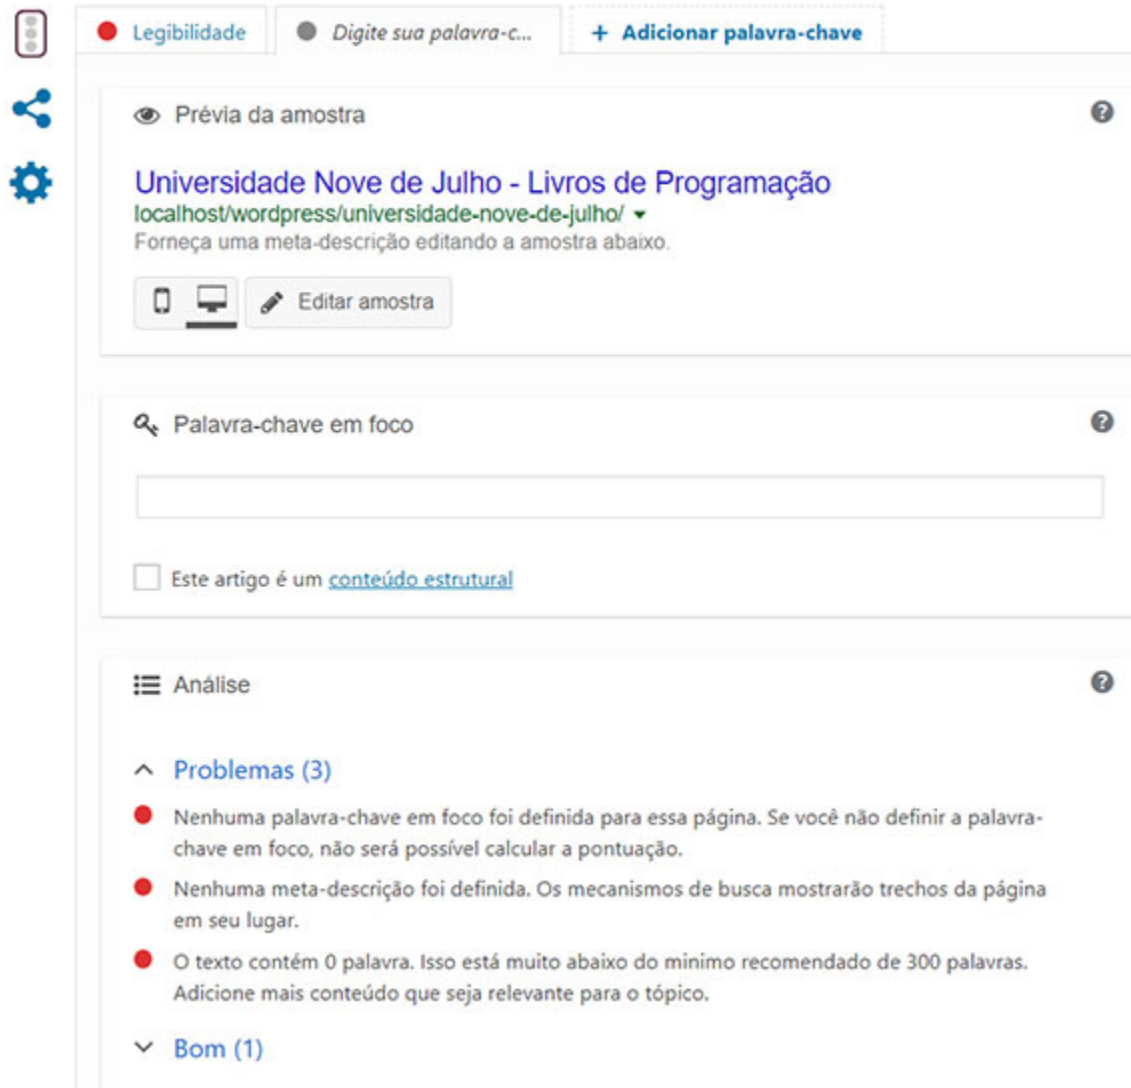 Legibilidade
Digite sua palavra-c...
+ Adicionar palavra-chave
Prévia da amostra
Universidade Nove de Julho - Livros de Programação
localhost/wordpress/universidade-nove-de-julho/
Forneça uma meta-descrição editando a amostra abaixo.
Editar amostra
Palavra-chave em foco
Este artigo é um conteúdo estrutural
Análise
Problemas (3)
Nenhuma palavra-chave em foco foi definida para essa página. Se você não definir a palavra-
chave em foco, não será possível calcular a pontuação.
Nenhuma meta-descrição foi definida. Os mecanismos de busca mostrarão trechos da página
em seu lugar.
O texto contém 0 palavra. Isso está muito abaixo do minimo recomendado de 300 palavras.
Adicione mais conteúdo que seja relevante para o tópico.
Bom (1)